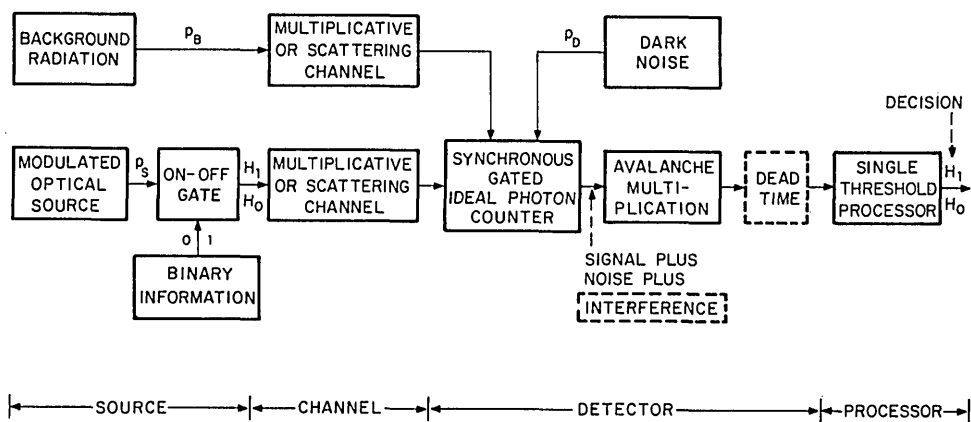 BACKGROUND
RADIATION
p_B
MULTIPLICATIVE
OR SCATTERING
CHANNEL
p_D
DARK
NOISE
DECISION
MODULATED
OPTICAL
SOURCE
p_S
ON-OFF
GATE
H_1
H_0
MULTIPLICATIVE
OR SCATTERING
CHANNEL
SYNCHRONOUS
GATED
IDEAL PHOTON
COUNTER
AVALANCHE
MULTI-
PLICATION
DEAD
TIME
SINGLE
THRESHOLD
PROCESSOR
H_1
H_0
0 1
BINARY
INFORMATION
SIGNAL PLUS
NOISE PLUS
INTERFERENCE
SOURCE
CHANNEL
DETECTOR
PROCESSOR